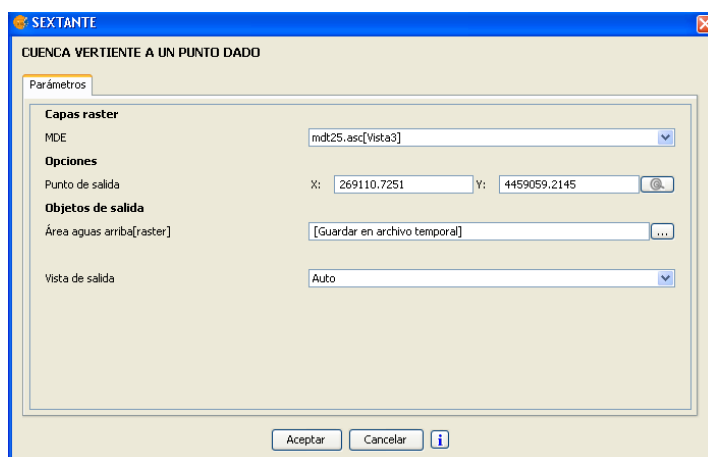 SEXTANTE
CUENCA VERTIENTE A UN PUNTO DADO
Parámetros
Capas raster
MDE mdt25.asc[Vista3]
Opciones
Punto de salida X: 269110.7251 Y: 4459059.2145
Objetos de salida
Área aguas arriba[raster] [Guardar en archivo temporal] ...
Vista de salida Auto
Aceptar Cancelar i